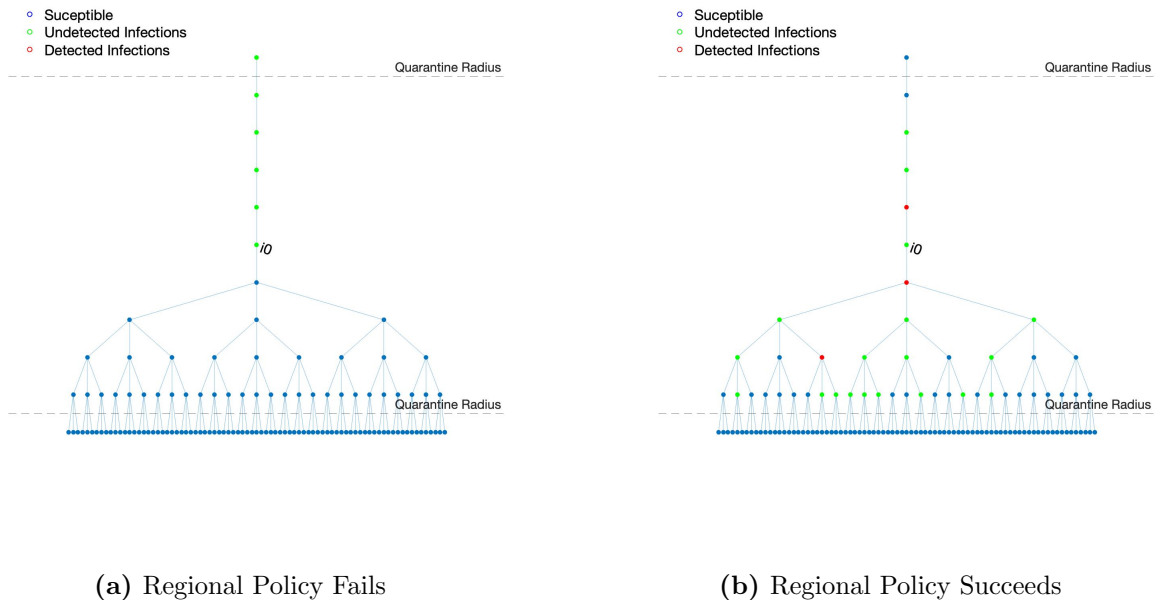 Suceptible
Undetected Infections
Detected Infections
Quarantine Radius
i0
Quarantine Radius
(a) Regional Policy Fails
Suceptible
Undetected Infections
Detected Infections
Quarantine Radius
i0
Quarantine Radius
(b) Regional Policy Succeeds